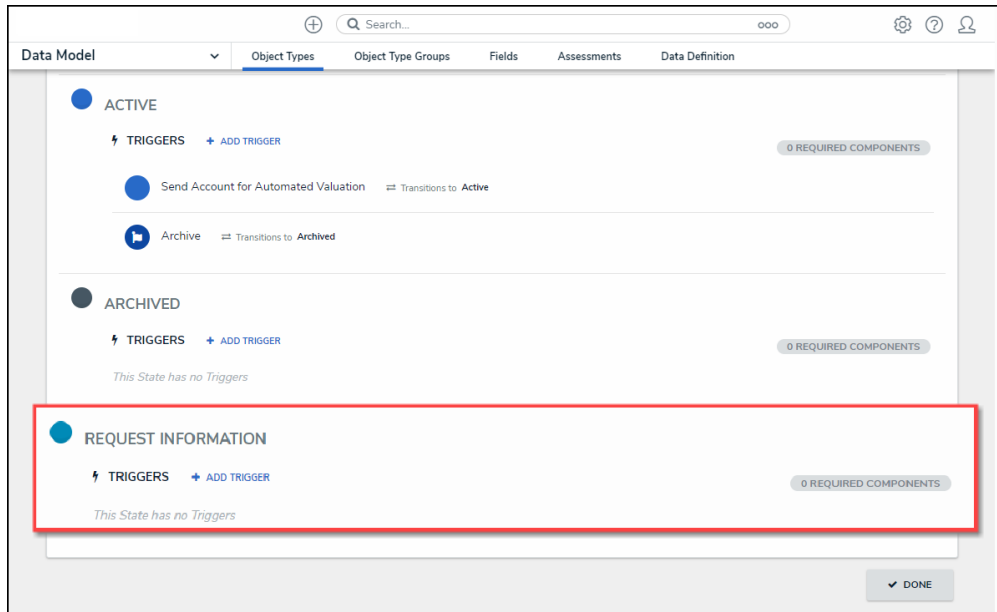 Search...
Data Model Object Types Object Type Groups Fields Assessments Data Definition
ACTIVE
TRIGGERS + ADD TRIGGER
0 REQUIRED COMPONENTS
Send Account for Automated Valuation Transitions to Active
Archive Transitions to Archived
ARCHIVED
TRIGGERS + ADD TRIGGER
0 REQUIRED COMPONENTS
This State has no Triggers
REQUEST INFORMATION
TRIGGERS + ADD TRIGGER
0 REQUIRED COMPONENTS
This State has no Triggers
DONE